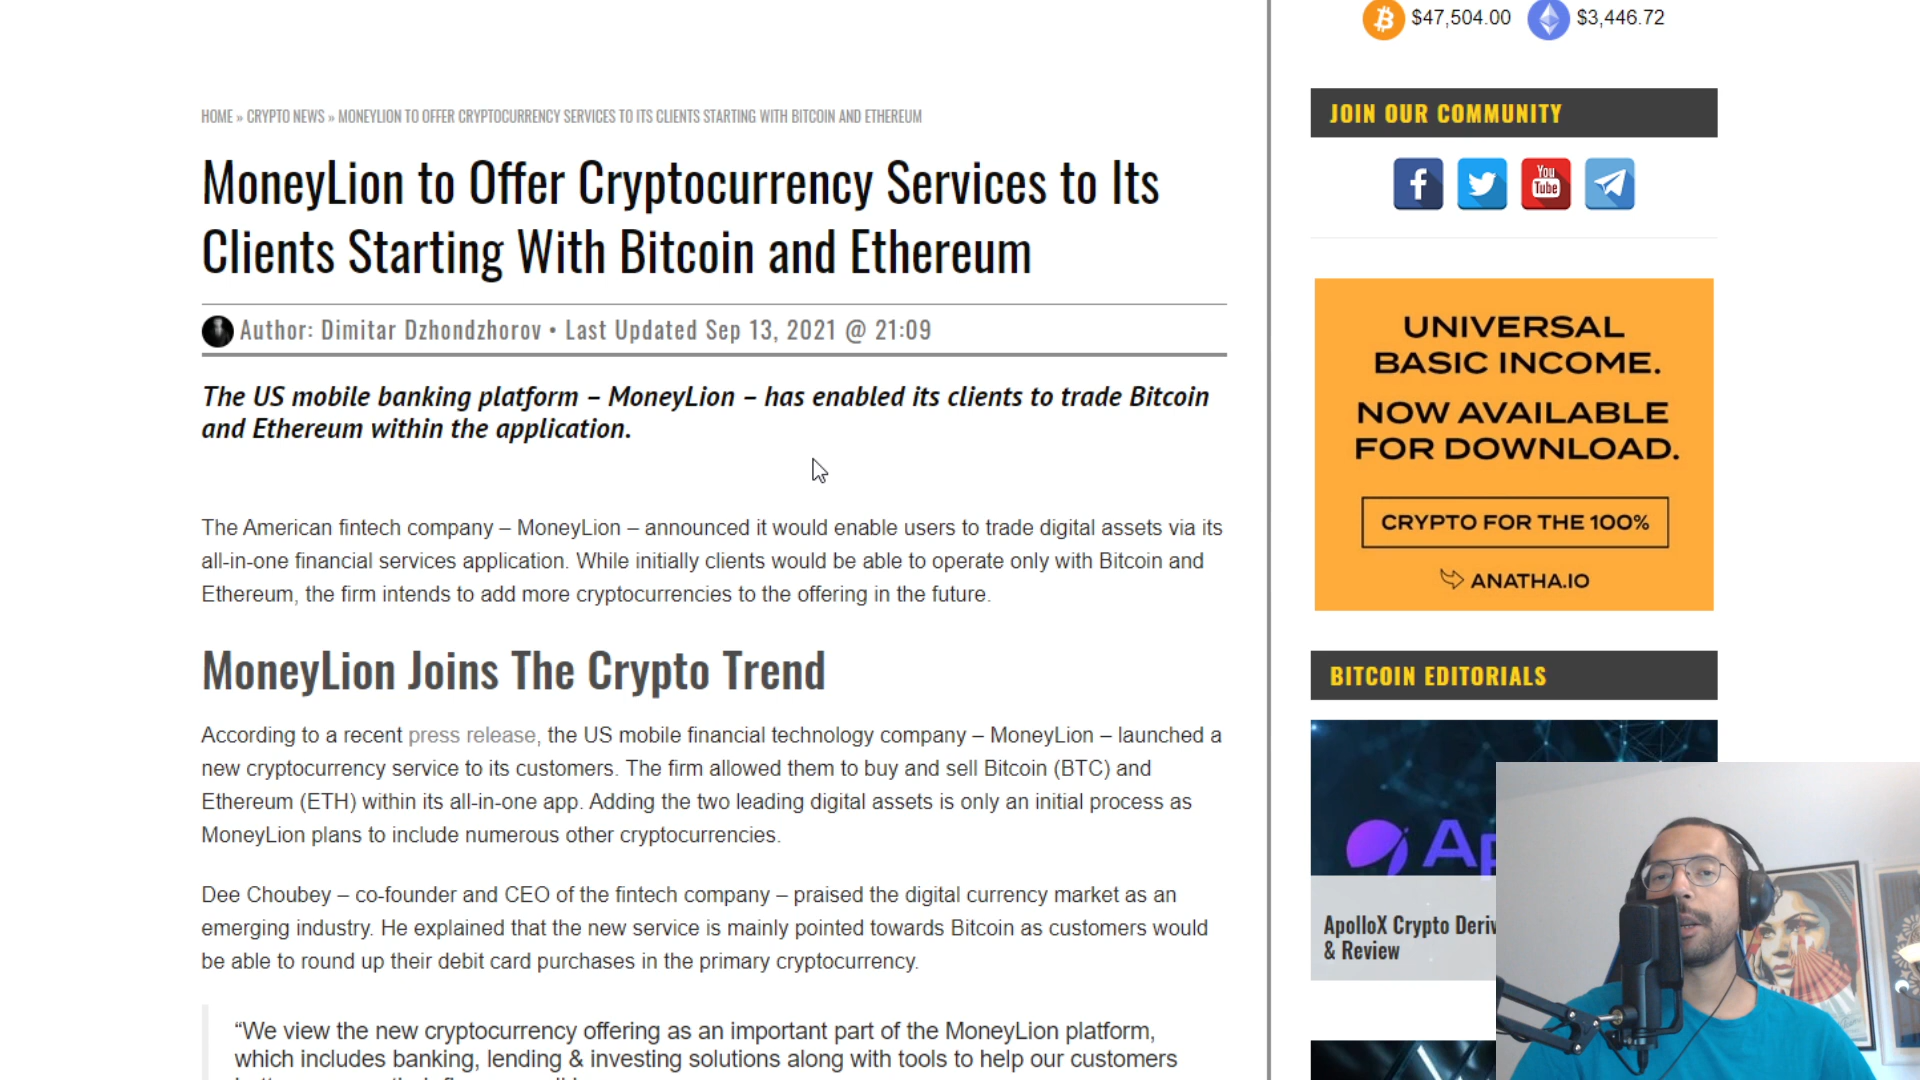 $47,504.00 $3,446.72
HOME » CRYPTO NEWS » MONEYLION TO OFFER CRYPTOCURRENCY SERVICES TO ITS CLIENTS STARTING WITH BITCOIN AND ETHEREUM
MoneyLion to Offer Cryptocurrency Services to Its
Clients Starting With Bitcoin and Ethereum
Author: Dimitar Dzhondzhorov • Last Updated Sep 13, 2021 @ 21:09
The US mobile banking platform – MoneyLion – has enabled its clients to trade Bitcoin
and Ethereum within the application.
The American fintech company – MoneyLion – announced it would enable users to trade digital assets via its
all-in-one financial services application. While initially clients would be able to operate only with Bitcoin and
Ethereum, the firm intends to add more cryptocurrencies to the offering in the future.
MoneyLion Joins The Crypto Trend
According to a recent press release, the US mobile financial technology company – MoneyLion – launched a
new cryptocurrency service to its customers. The firm allowed them to buy and sell Bitcoin (BTC) and
Ethereum (ETH) within its all-in-one app. Adding the two leading digital assets is only an initial process as
MoneyLion plans to include numerous other cryptocurrencies.
Dee Choubey – co-founder and CEO of the fintech company – praised the digital currency market as an
emerging industry. He explained that the new service is mainly pointed towards Bitcoin as customers would
be able to round up their debit card purchases in the primary cryptocurrency.
“We view the new cryptocurrency offering as an important part of the MoneyLion platform,
which includes banking, lending & investing solutions along with tools to help our customers
JOIN OUR COMMUNITY
You
Tube
UNIVERSAL
BASIC INCOME.
NOW AVAILABLE
FOR DOWNLOAD.
CRYPTO FOR THE 100%
ANATHA.IO
BITCOIN EDITORIALS
Ap
ApolloX Crypto Deriv
& Review